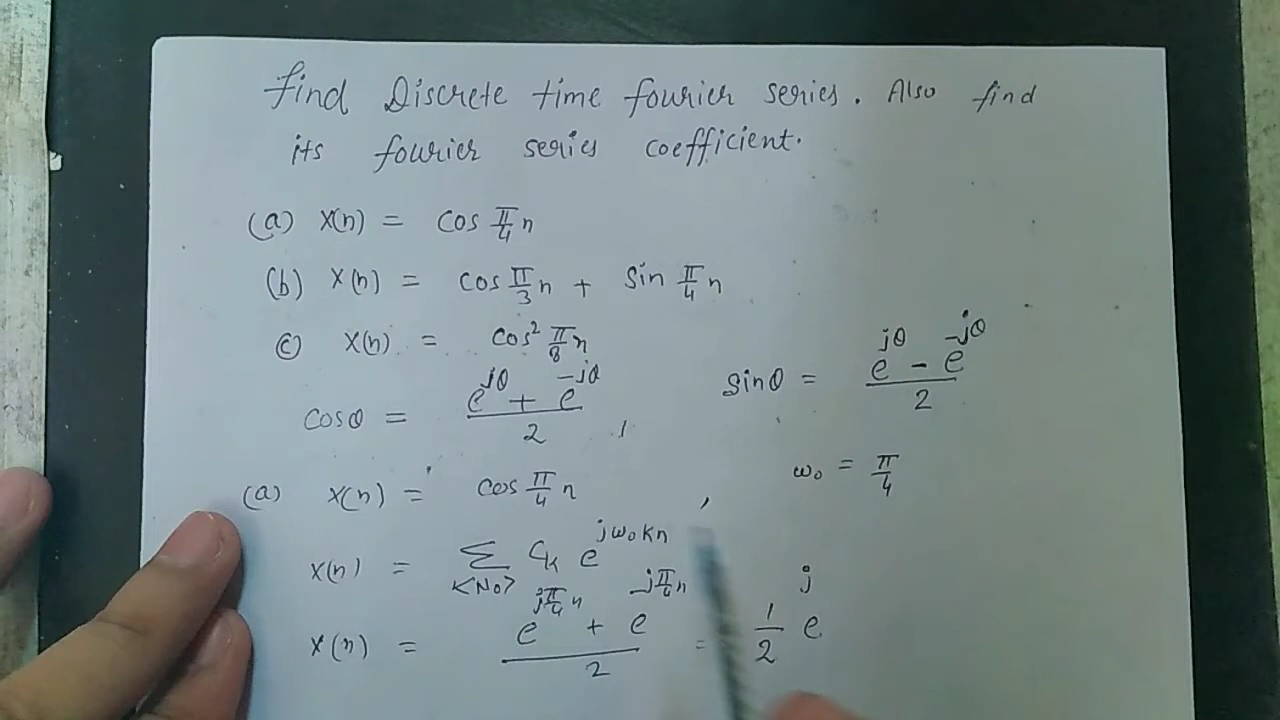 Find Discrete time fourier series. Also find
its fourier series coefficient.
(a) x(n) = cos π/4 n
(b) x(n) = cos π/3 n + sin π/4 n
(c) x(n) = cos² π/8 n
cosθ = (e^jθ + e^-jθ)/2 , sinθ = (e^jθ - e^-jθ)/2
(a) x(n) = cos π/4 n , ω₀ = π/4
x(n) = Σ_<N₀> C_k e^jω₀kn
x(n) = (e^jπ/4 n + e^-jπ/4 n)/2 = 1/2 e^j